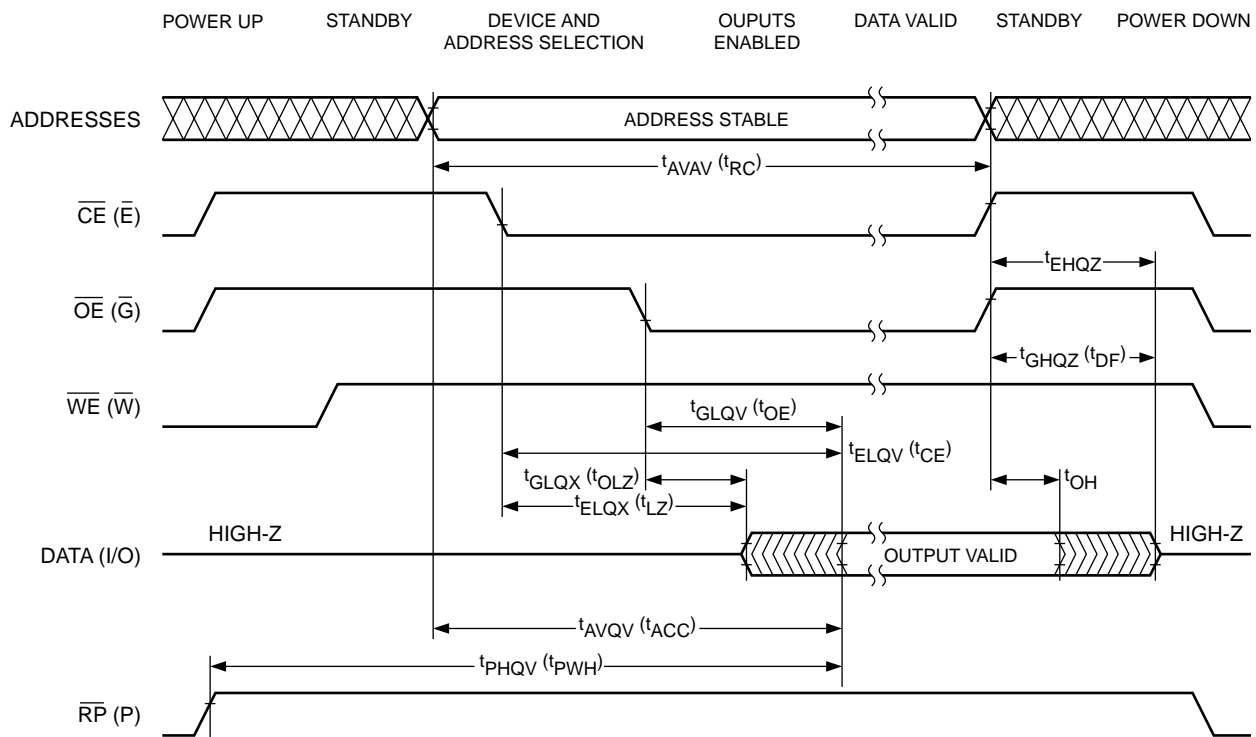 POWER UP STANDBY DEVICE AND OUPUTS DATA VALID STANDBY POWER DOWN
ADDRESS SELECTION ENABLED
ADDRESSES ADDRESS STABLE
tAVAV (tRC)
CE (E)
tEHQZ
OE (G)
tGHQZ (tDF)
WE (W)
tGLQV (tOE)
tELQV (tCE)
tGLQX (tOLZ) tOH
tELQX (tLZ)
HIGH-Z HIGH-Z
DATA (I/O) OUTPUT VALID
tAVQV (tACC)
tPHQV (tPWH)
RP (P)